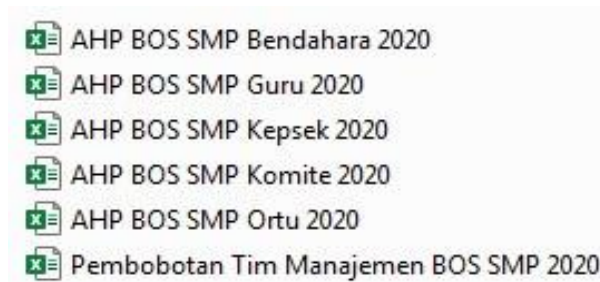 AHP BOS SMP Bendahara 2020
AHP BOS SMP Guru 2020
AHP BOS SMP Kepsek 2020
AHP BOS SMP Komite 2020
AHP BOS SMP Ortu 2020
Pembobotan Tim Manajemen BOS SMP 2020